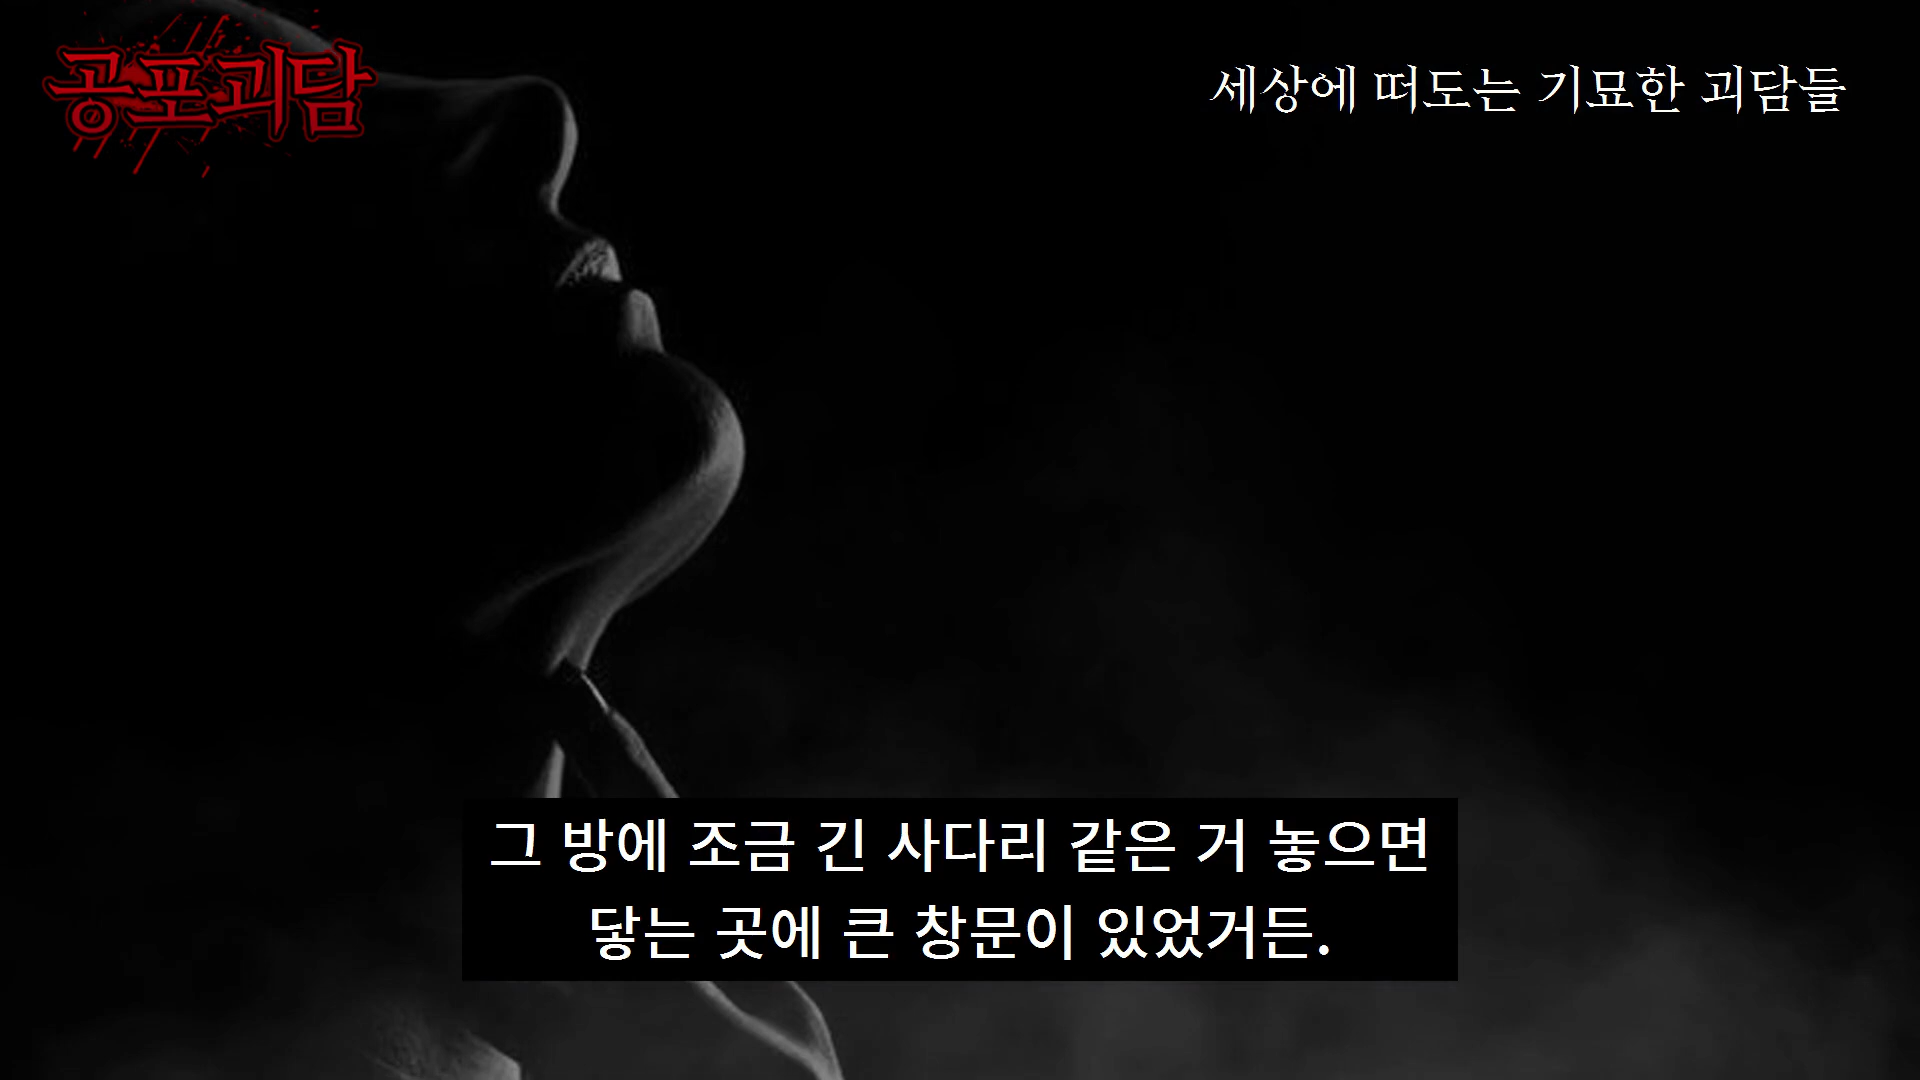 공포괴담
세상에 떠도는 기묘한 괴담들
그 방에 조금 긴 사다리 같은 거 놓으면
닿는 곳에 큰 창문이 있었거든.